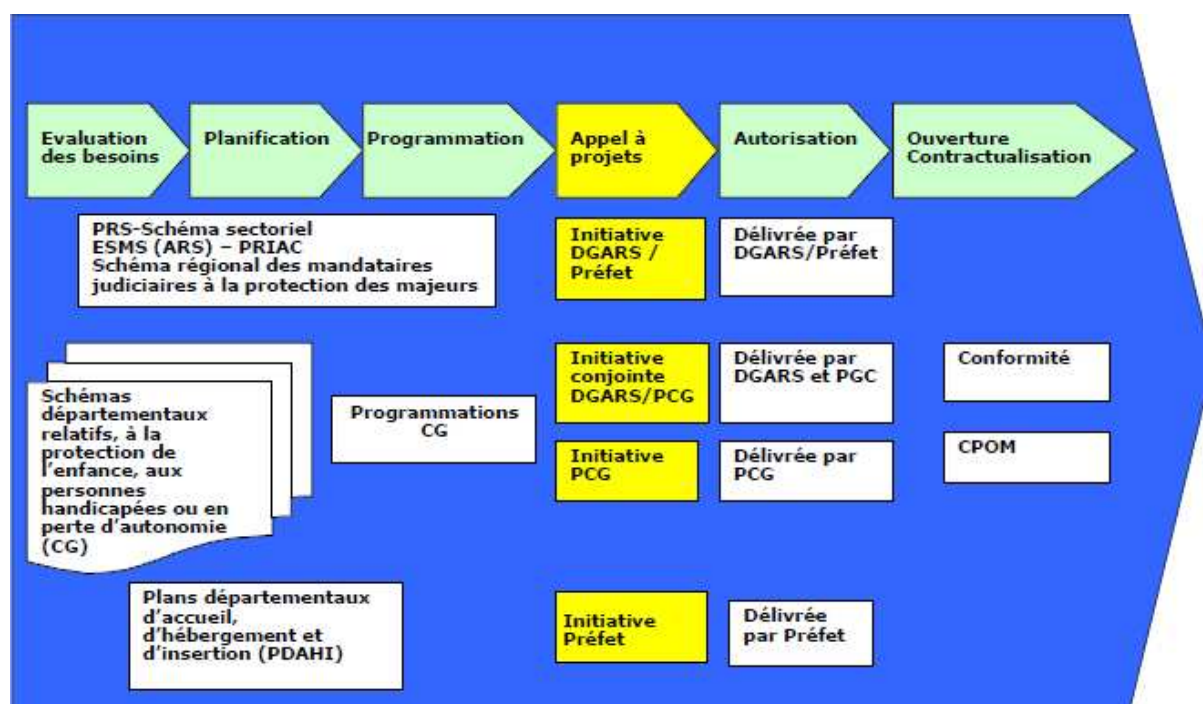 Evaluation
des besoins
Planification
Programmation
Appel à
projets
Autorisation
Ouverture
Contractualisation
PRS-Schéma sectoriel
ESMS (ARS) – PRIAC
Schéma régional des mandataires
judiciaires à la protection des majeurs
Initiative
DGARS /
Préfet
Délivrée par
DGARS/Préfet
Schémas
départementaux
relatifs, à la
protection de
l’enfance, aux
personnes
handicapées ou en
perte d’autonomie
(CG)
Programmations
CG
Initiative
conjointe
DGARS/PCG
Délivrée par
DGARS et PGC
Conformité
Initiative
PCG
Délivrée par
PCG
CPOM
Plans départementaux
d’accueil,
d’hébergement et
d’insertion (PDAHI)
Initiative
Préfet
Délivrée
par Préfet